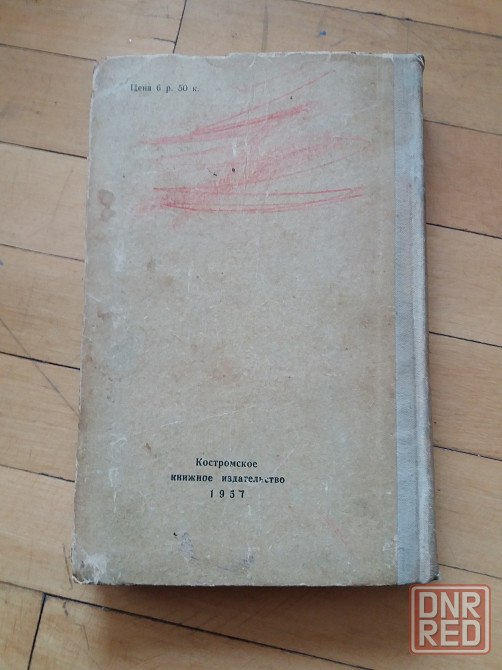 Цена 6 р. 50 к.
Костромское
книжное издательство
1957
DNR
RED